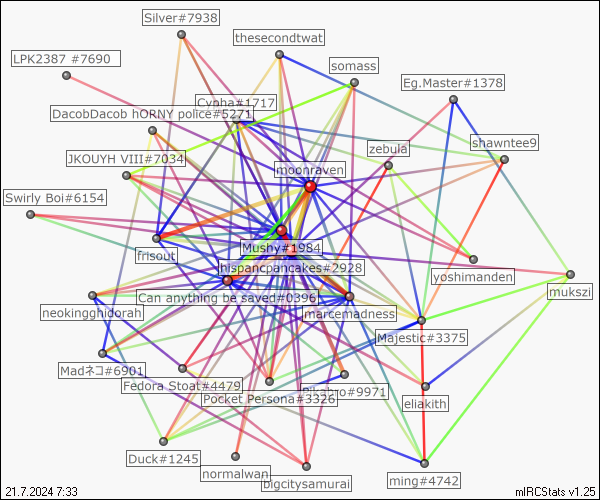 Silver#7938
thesecondtwat
LPK2387 #7690
somass
Eg.Master#1378
Cypha#1717
DacobDacob hORNY police#5271
shawntee9
zebula
JKOUYH VIII#7034
moonraven
Swirly Boi#6154
Mushy#1984
frisout
hispancpancakes#2928
yoshimanden
mukszi
Can anything be saved#0396
neokingghidorah
marcemadness
Majestic#3375
Madネコ#6901
Fedora Stoat#4479
Pocket Persona#3326
eliakith
Duck#1245
normalwan
bigcitysamurai
ming#4742
21.7.2024 7:33
mIRCStats v1.25